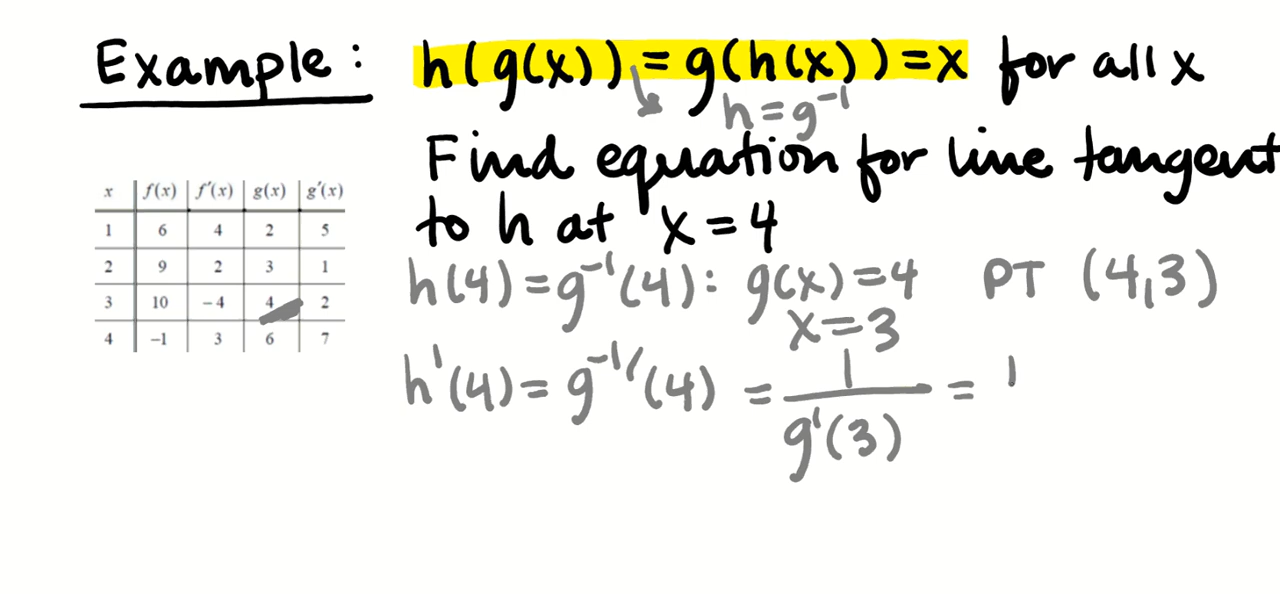 Example: h(g(x)) = g(h(x)) = x for all x
h = g⁻¹
Find equation for line tangent
to h at x = 4
x f(x) f′(x) g(x) g′(x)
1 6 4 2 5
2 9 2 3 1
3 10 −4 4 2
4 −1 3 6 7
h(4) = g⁻¹(4): g(x) = 4 PT (4,3)
x = 3
h'(4) = g⁻¹′(4) = 1/g'(3) = 1